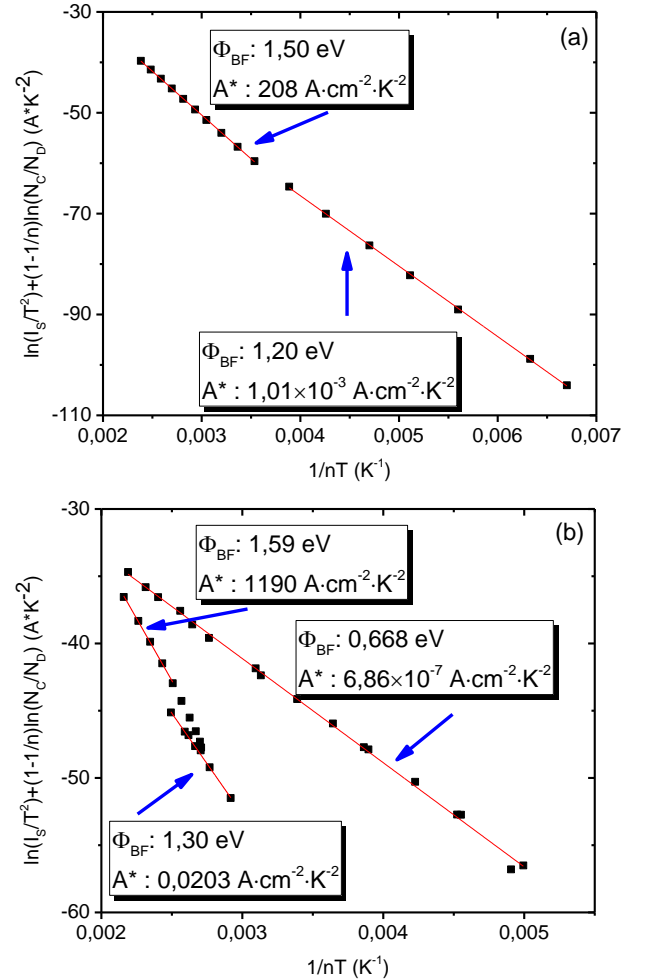 (a)
Φ_BF: 1,50 eV
A* : 208 A·cm⁻²·K⁻²
Φ_BF: 1,20 eV
A* : 1,01×10⁻³ A·cm⁻²·K⁻²
ln(I_S/T²)+(1-1/n)ln(N_C/N_D) (A*K⁻²)
-30
-50
-70
-90
-110
0,002 0,003 0,004 0,005 0,006 0,007
1/nT (K⁻¹)
(b)
Φ_BF: 1,59 eV
A* : 1190 A·cm⁻²·K⁻²
Φ_BF: 0,668 eV
A* : 6,86×10⁻⁷ A·cm⁻²·K⁻²
Φ_BF: 1,30 eV
A* : 0,0203 A·cm⁻²·K⁻²
ln(I_S/T²)+(1-1/n)ln(N_C/N_D) (A*K⁻²)
-30
-40
-50
-60
0,002 0,003 0,004 0,005
1/nT (K⁻¹)